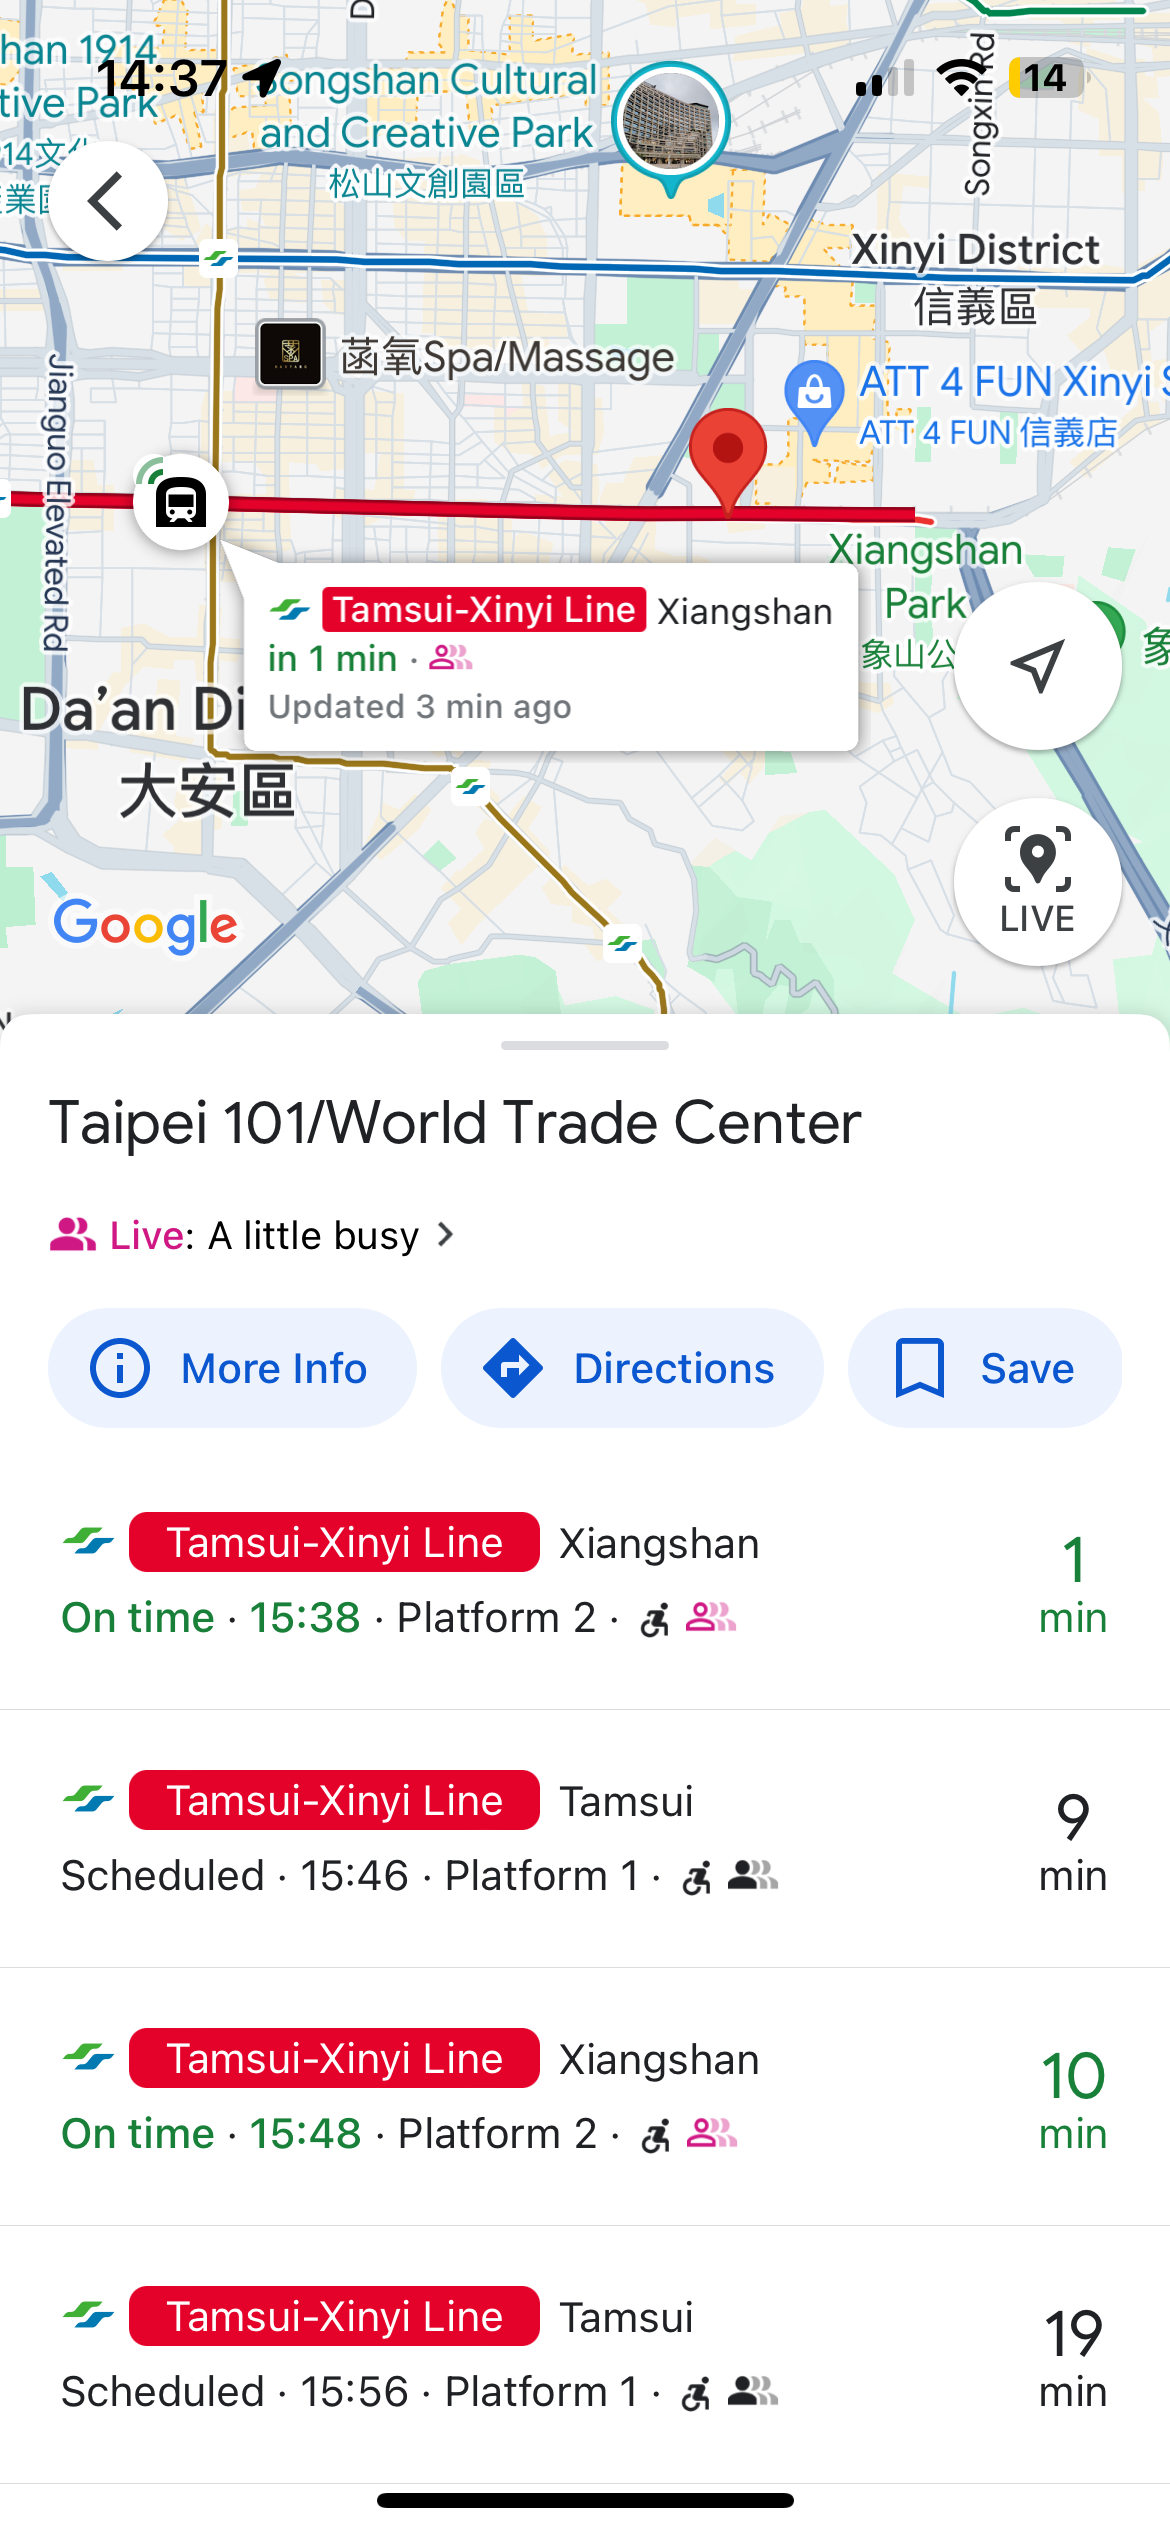 han 1914
tive Park
14文化
產業園
14:37
Songshan Cultural
and Creative Park
松山文創園區
Songxin Rd
14
Xinyi District
信義區
菡氧Spa/Massage
ATT 4 FUN Xinyi S
ATT 4 FUN 信義店
Jianguo Elevated Rd
Xiangshan
Park
象山公
象
Tamsui-Xinyi Line Xiangshan
in 1 min ·
Updated 3 min ago
Da'an Di
大安區
LIVE
Google
Taipei 101/World Trade Center
Live: A little busy
More Info
Directions
Save
Tamsui-Xinyi Line Xiangshan
1
On time · 15:38 · Platform 2 ·
min
Tamsui-Xinyi Line Tamsui
9
Scheduled · 15:46 · Platform 1 ·
min
Tamsui-Xinyi Line Xiangshan
10
On time · 15:48 · Platform 2 ·
min
Tamsui-Xinyi Line Tamsui
19
Scheduled · 15:56 · Platform 1 ·
min